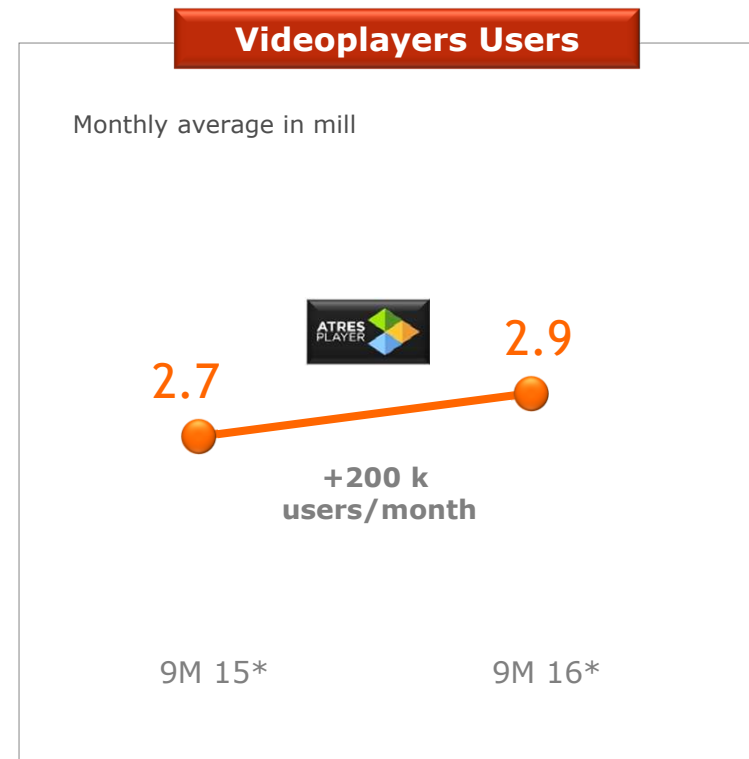 Videoplayers Users
Monthly average in mill
ATRES
PLAYER
2.9
2.7
+200 k
users/month
9M 15*
9M 16*